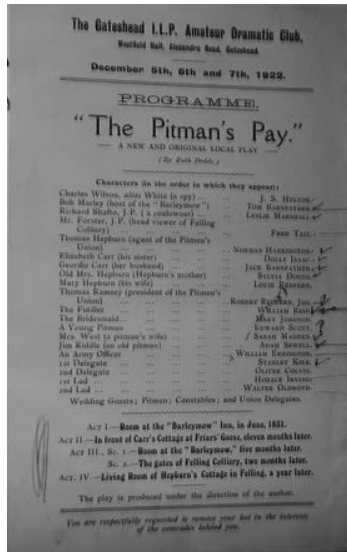 The Gateshead I.L.P. Amateur Dramatic Club,
Westfield Hall, Alexandra Road, Gateshead.
December 5th, 6th and 7th, 1922.
PROGRAMME.
"The Pitman's Pay."
— A NEW AND ORIGINAL LOCAL PLAY —
(By Ruth Dodds.)
Characters (in the order in which they appear):
Charles Wilson, alias White (a spy) ... J. S. HILTON.
Bob Marley (host of the "Barleymow") ... TOM BARNFATHER.
Richard Shafto, J.P. (a coalowner) ... LESLIE MARSHALL.
Mr. Forster, J.P. (head viewer of Felling
Colliery) ... FRED TAIT.
Thomas Hepburn (agent of the Pitmen's
Union) ... NORMAN HARRINGTON.
Elizabeth Carr (his sister) ... DOLLY ISAAC.
Geordie Carr (her husband) ... JACK BARNFATHER.
Old Mrs. Hepburn (Hepburn's mother) ... SYLVIA DODDS.
Mary Hepburn (his wife) ... REDFERN.
Thomas Ramsey (president of the Pitmen's
Union) ... ROBERT REDFERN, Jun.
The Fiddler ... WILLIAM REID.
The Bridesmaid ... MARY JOHNSON.
A Young Pitman ... EDWARD SCOTT.
Mrs. West (a pitman's wife) ... SARAH MADDEN.
Jim Riddle (an old pitman) ... ADAM SEWELL.
An Army Officer ... WILLIAM ERRINGTON.
1st Delegate ... STANLEY KIRK.
2nd Delegate ... OLIVER COLVIN.
1st Lad ... HORACE IRVING.
2nd Lad ... WALTER OLDROYD.
Wedding Guests; Pitmen; Constables; and Union Delegates.
Act I.—Room at the "Barleymow" Inn, in June, 1831.
Act II.—In front of Carr's Cottage at Friars' Goose, eleven months later.
Act III., Sc. 1.—Room at the "Barleymow," five months later.
Sc. 2.—The gates of Felling Colliery, two months later.
Act. IV.—Living Room of Hepburn's Cottage in Felling, a year later.
The play is produced under the direction of the author.
You are respectfully requested to remove your hat in the interests
of the comrades behind you.